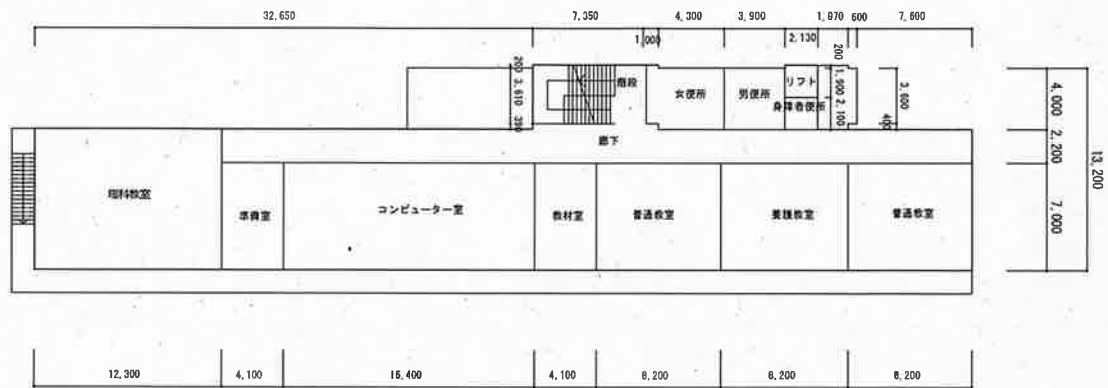 32,650 7,350 4,300 3,900 1,970 600 7,600
1,000 2,130
200 3,610 390
200 1,900 2,100
3,600 400
4,000 2,200 7,000
13,200
階段
女便所
男便所
リフト
身障者便所
廊下
理科教室
準備室
コンピューター室
教材室
普通教室
養護教室
普通教室
12,300 4,100 16,400 4,100 8,200 8,200 8,200